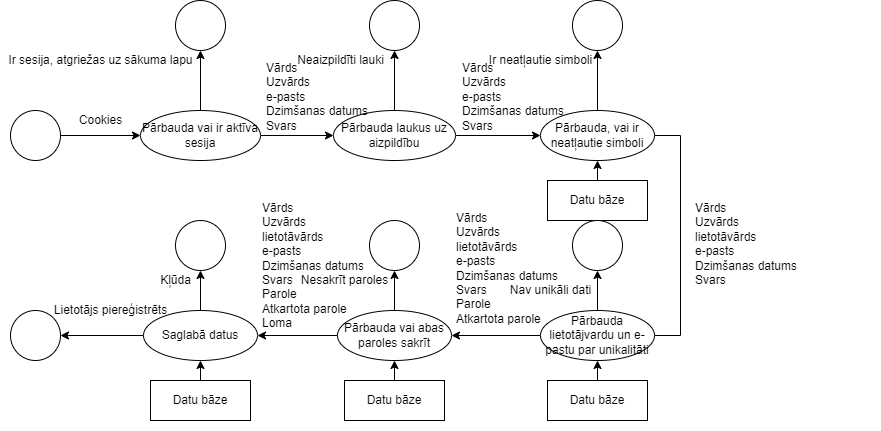 Ir sesija, atgriežas uz sākuma lapu
Neaizpildīti lauki
Ir neatļautie simboli
Cookies
Pārbauda vai ir aktīva
sesija
Vārds
Uzvārds
e-pasts
Dzimšanas datums
Svars
Pārbauda laukus uz
aizpildību
Vārds
Uzvārds
e-pasts
Dzimšanas datums
Svars
Pārbauda, vai ir
neatļautie simboli
Datu bāze
Vārds
Uzvārds
lietotāvārds
e-pasts
Dzimšanas datums
Svars
Nav unikāli dati
Pārbauda
lietotājvardu un e-
pastu par unikalitāti
Datu bāze
Vārds
Uzvārds
lietotāvārds
e-pasts
Dzimšanas datums
Svars
Parole
Atkartota parole
Nesakrīt paroles
Pārbauda vai abas
paroles sakrīt
Datu bāze
Vārds
Uzvārds
lietotāvārds
e-pasts
Dzimšanas datums
Svars
Parole
Atkartota parole
Loma
Kļūda
Saglabā datus
Datu bāze
Lietotājs piereģistrēts